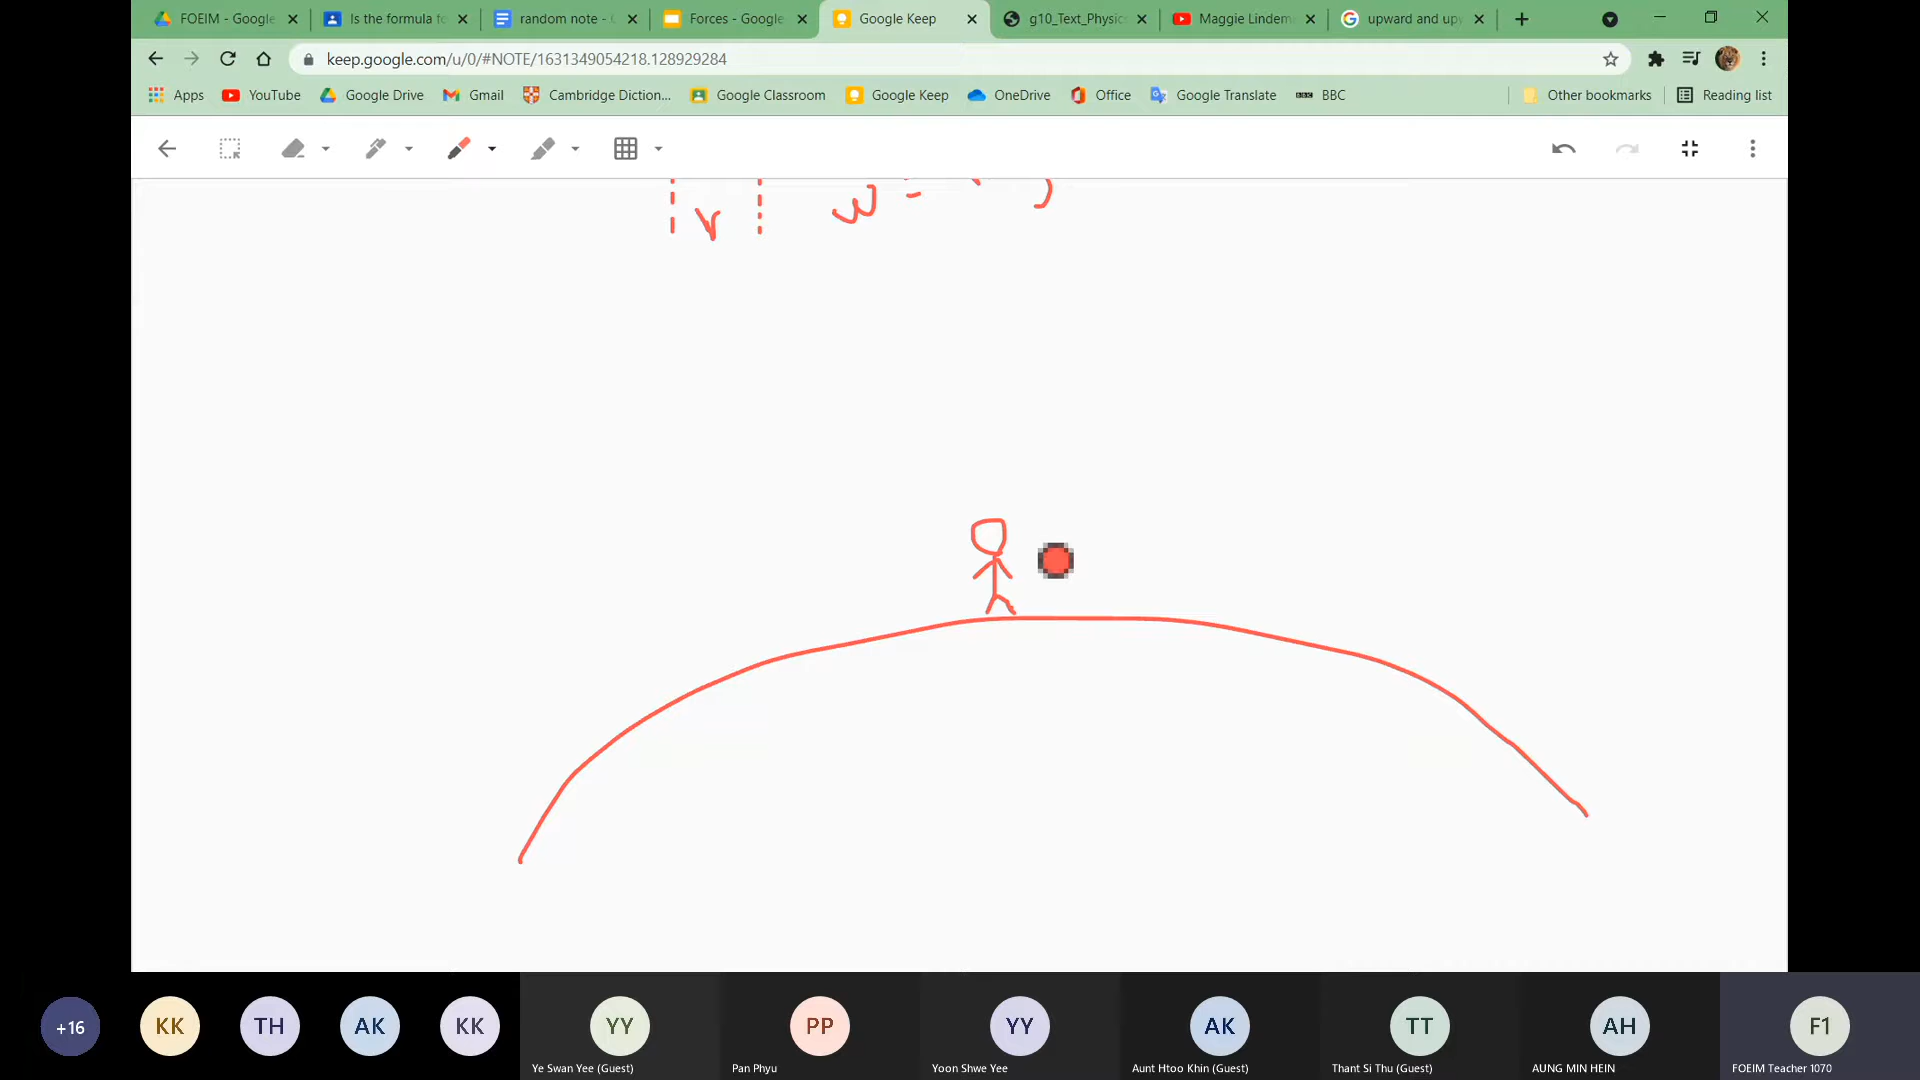 FOEIM - Google
Is the formula fo
random note - G
Forces - Google
Google Keep
g10_Text_Physic
Maggie Lindem
upward and upw
keep.google.com/u/0/#NOTE/1631349054218.128929284
Apps
YouTube
Google Drive
Gmail
Cambridge Diction...
Google Classroom
Google Keep
OneDrive
Office
Google Translate
BBC
Other bookmarks
Reading list
r
w =
+16
KK
TH
AK
KK
YY
PP
YY
AK
TT
AH
F1
Ye Swan Yee (Guest)
Pan Phyu
Yoon Shwe Yee
Aunt Htoo Khin (Guest)
Thant Si Thu (Guest)
AUNG MIN HEIN
FOEIM Teacher 1070